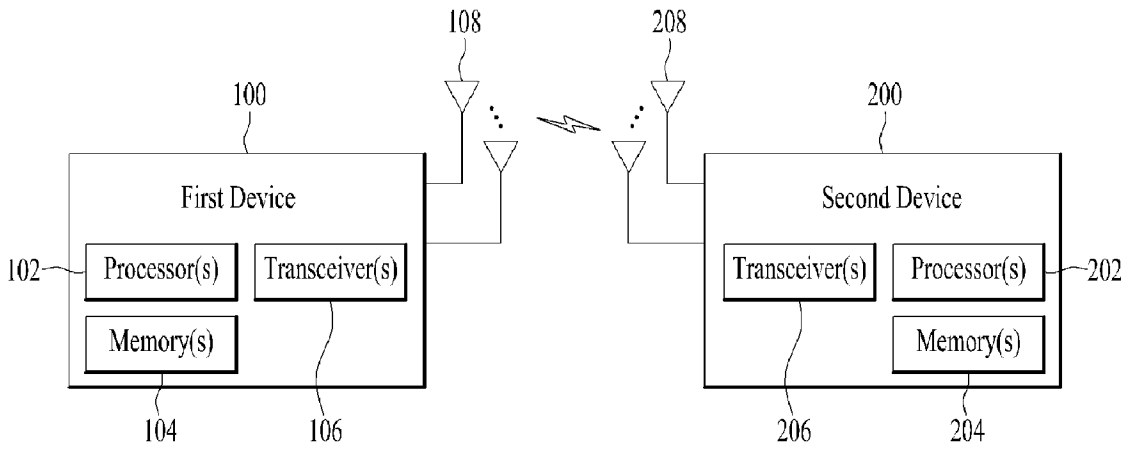 108
208
100
200
First Device
Second Device
102
Processor(s)
Transceiver(s)
Transceiver(s)
Processor(s)
202
Memory(s)
Memory(s)
104
106
206
204